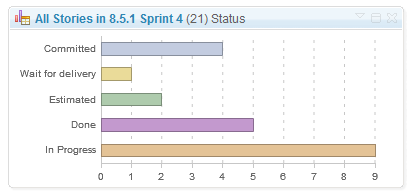 All Stories in 8.5.1 Sprint 4 (21) Status
Committed
Wait for delivery
Estimated
Done
In Progress
0 1 2 3 4 5 6 7 8 9